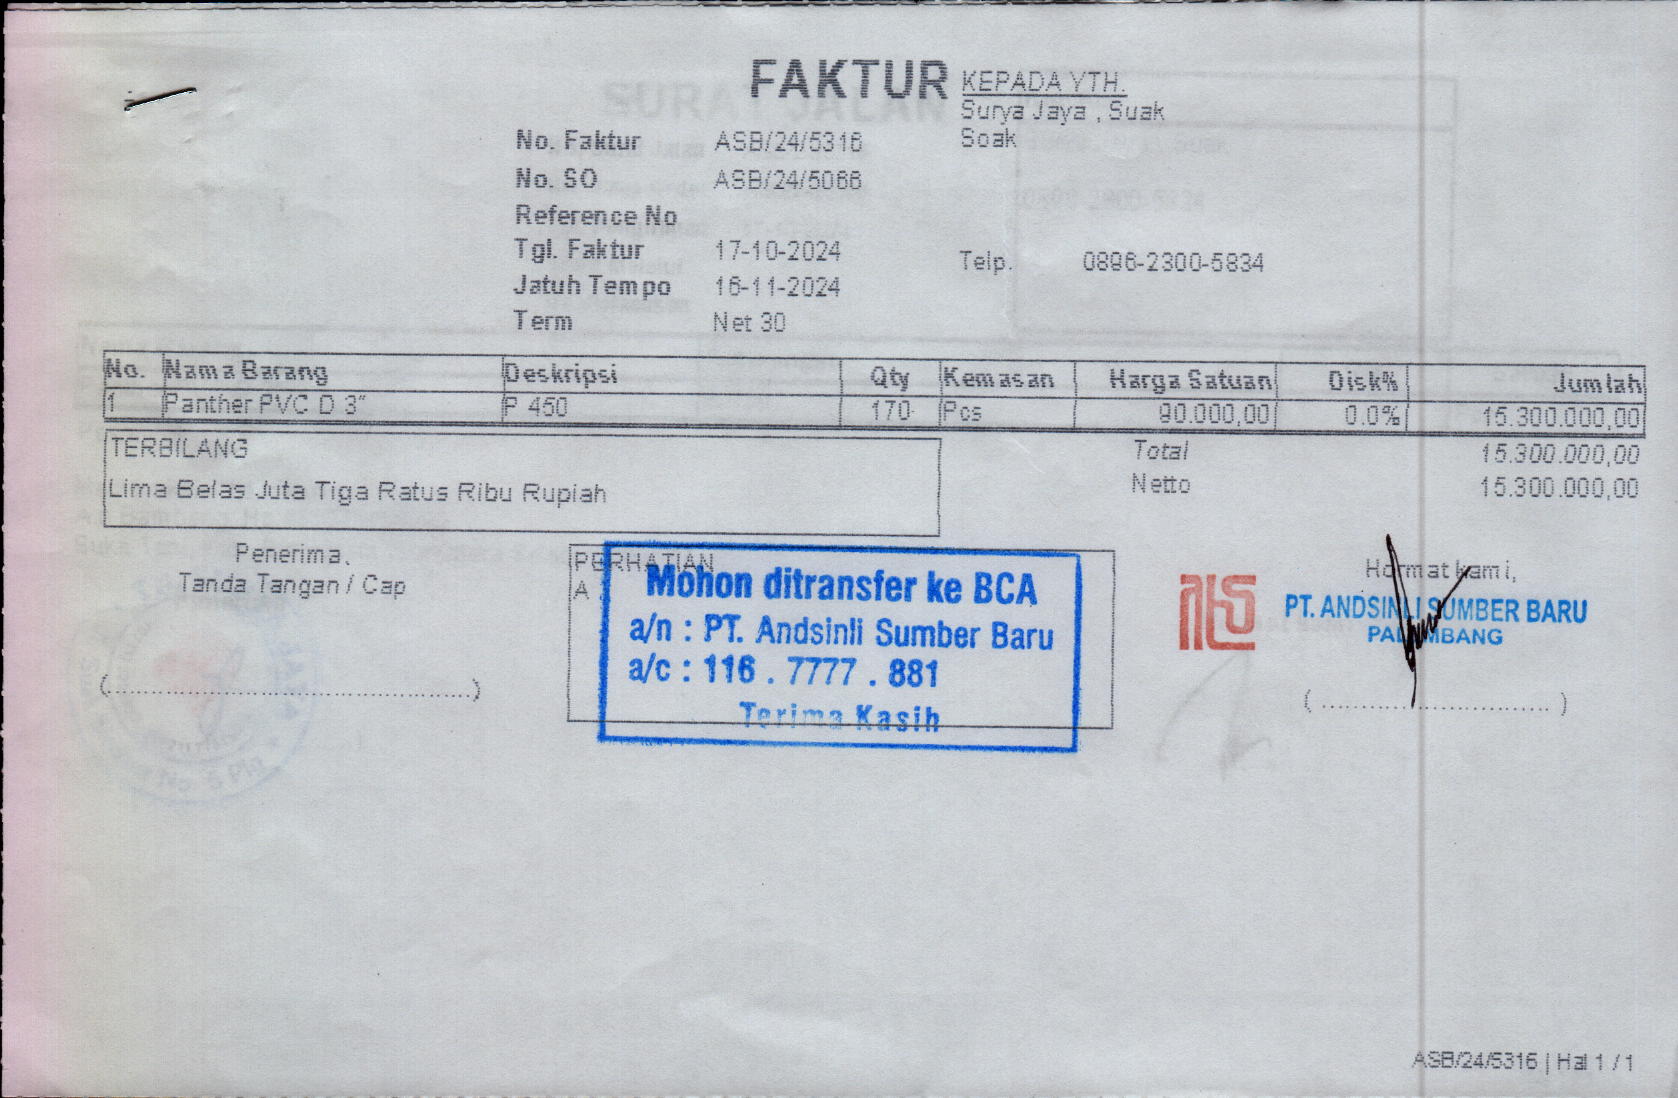 FAKTUR
KEPADA YTH.
Surya Jaya , Suak
Soak
No. Faktur ASB/24/5316
No. SO ASB/24/5066
Reference No
Tgl. Faktur 17-10-2024
Telp. 0896-2300-5834
Jatuh Tempo 16-11-2024
Term Net 30
No. Nama Barang Deskripsi Qty Kemasan Harga Satuan Disk% Jumlah
1 Panther PVC D 3" P 450 170 Pcs 90.000,00 0.0% 15.300.000,00
TERBILANG
Total 15.300.000,00
Lima Belas Juta Tiga Ratus Ribu Rupiah
Netto 15.300.000,00
Penerima,
Tanda Tangan / Cap
PERHATIAN
A
Mohon ditransfer ke BCA
a/n : PT. Andsinli Sumber Baru
a/c : 116 . 7777 . 881
Terima Kasih
Hormat kami,
PT. ANDSINLI SUMBER BARU
PALEMBANG
ASB/24/5316 | Hal 1 / 1